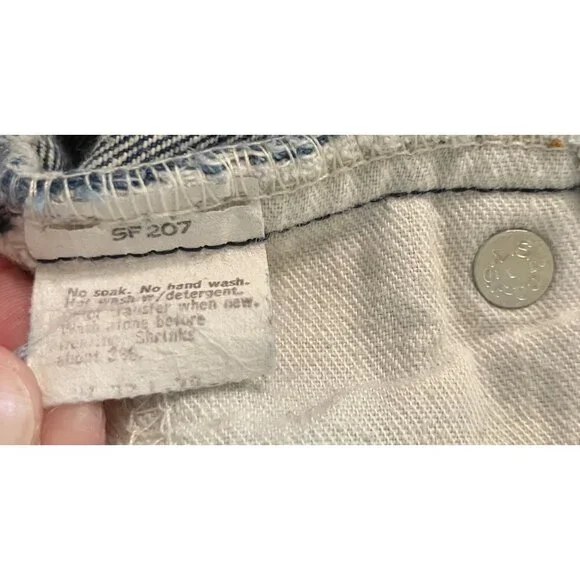 SF 207
No soak. No hand wash.
Hot wash w/detergent.
transfer when new.
Wash alone before
Shrinks
about 3%.